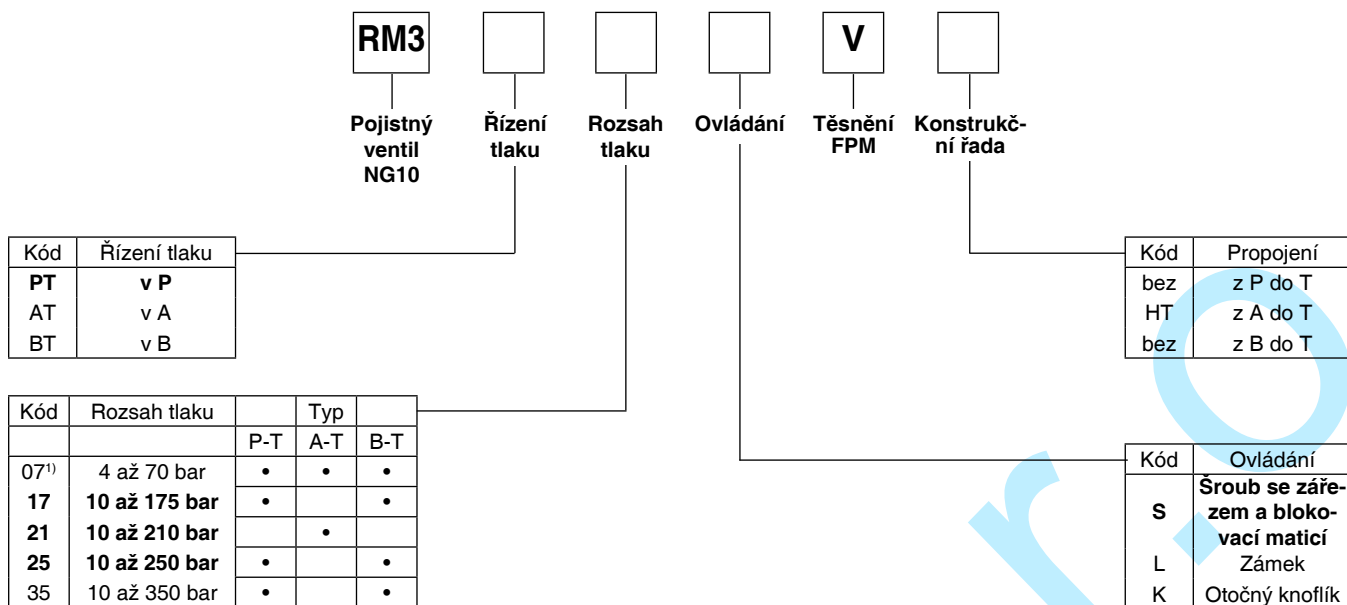 RM3 V
Pojistný ventil NG10
Řízení tlaku
Rozsah tlaku
Ovládání
Těsnění FPM
Konstrukč-
ní řada
Kód Řízení tlaku
PT v P
AT v A
BT v B
Kód Propojení
bez z P do T
HT z A do T
bez z B do T
Kód Rozsah tlaku Typ
P-T A-T B-T
07¹⁾ 4 až 70 bar • • •
17 10 až 175 bar • •
21 10 až 210 bar •
25 10 až 250 bar • •
35 10 až 350 bar • •
Kód Ovládání
S Šroub se záře-
zem a bloko-
vací maticí
L Zámek
K Otočný knoflík
r.o